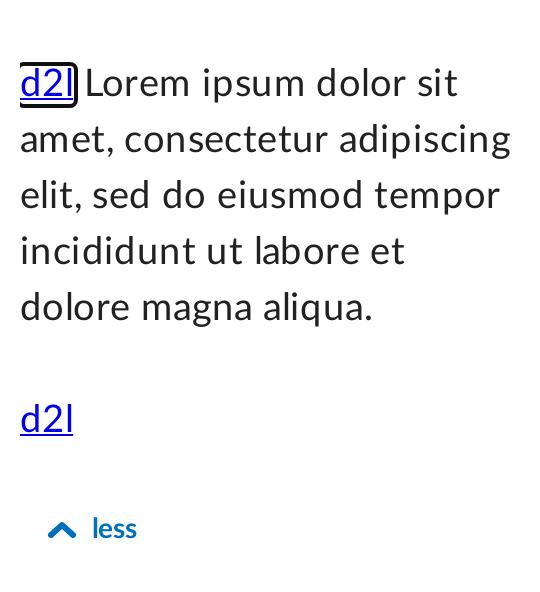 d2l Lorem ipsum dolor sit
amet, consectetur adipiscing
elit, sed do eiusmod tempor
incididunt ut labore et
dolore magna aliqua.
d2l
less